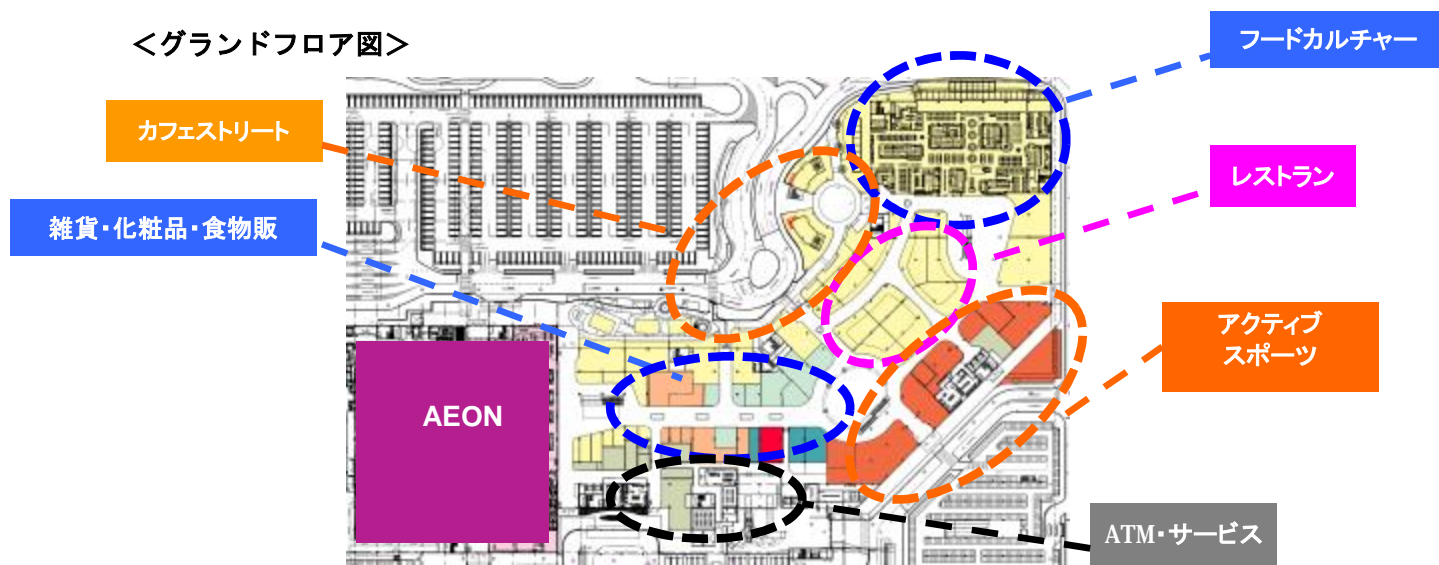 ＜グランドフロア図＞
フードカルチャー
カフェストリート
レストラン
雑貨・化粧品・食物販
アクティブ
スポーツ
AEON
ATM・サービス